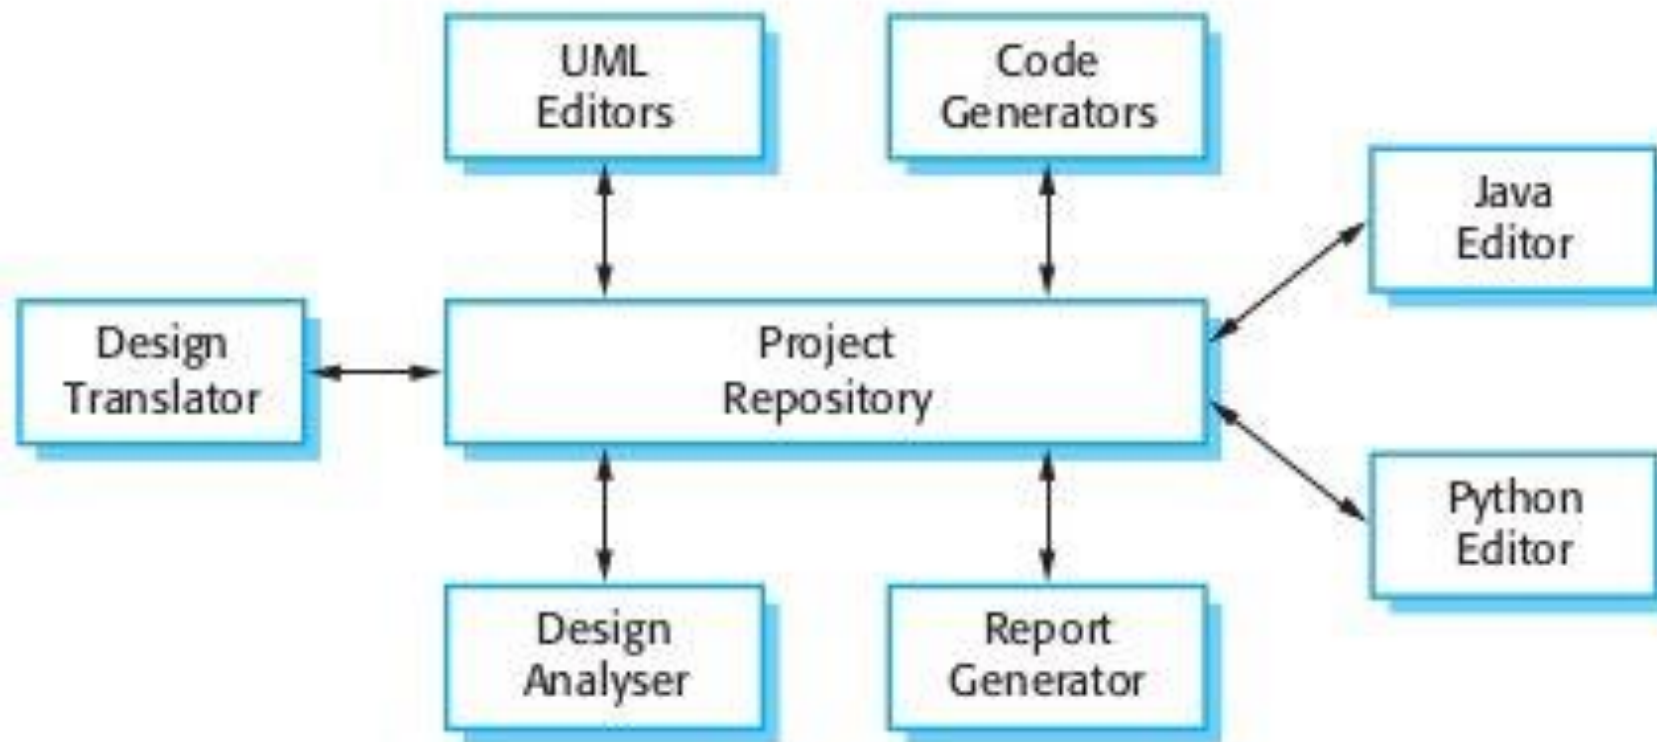 UML
Editors
Code
Generators
Java
Editor
Design
Translator
Project
Repository
Python
Editor
Design
Analyser
Report
Generator